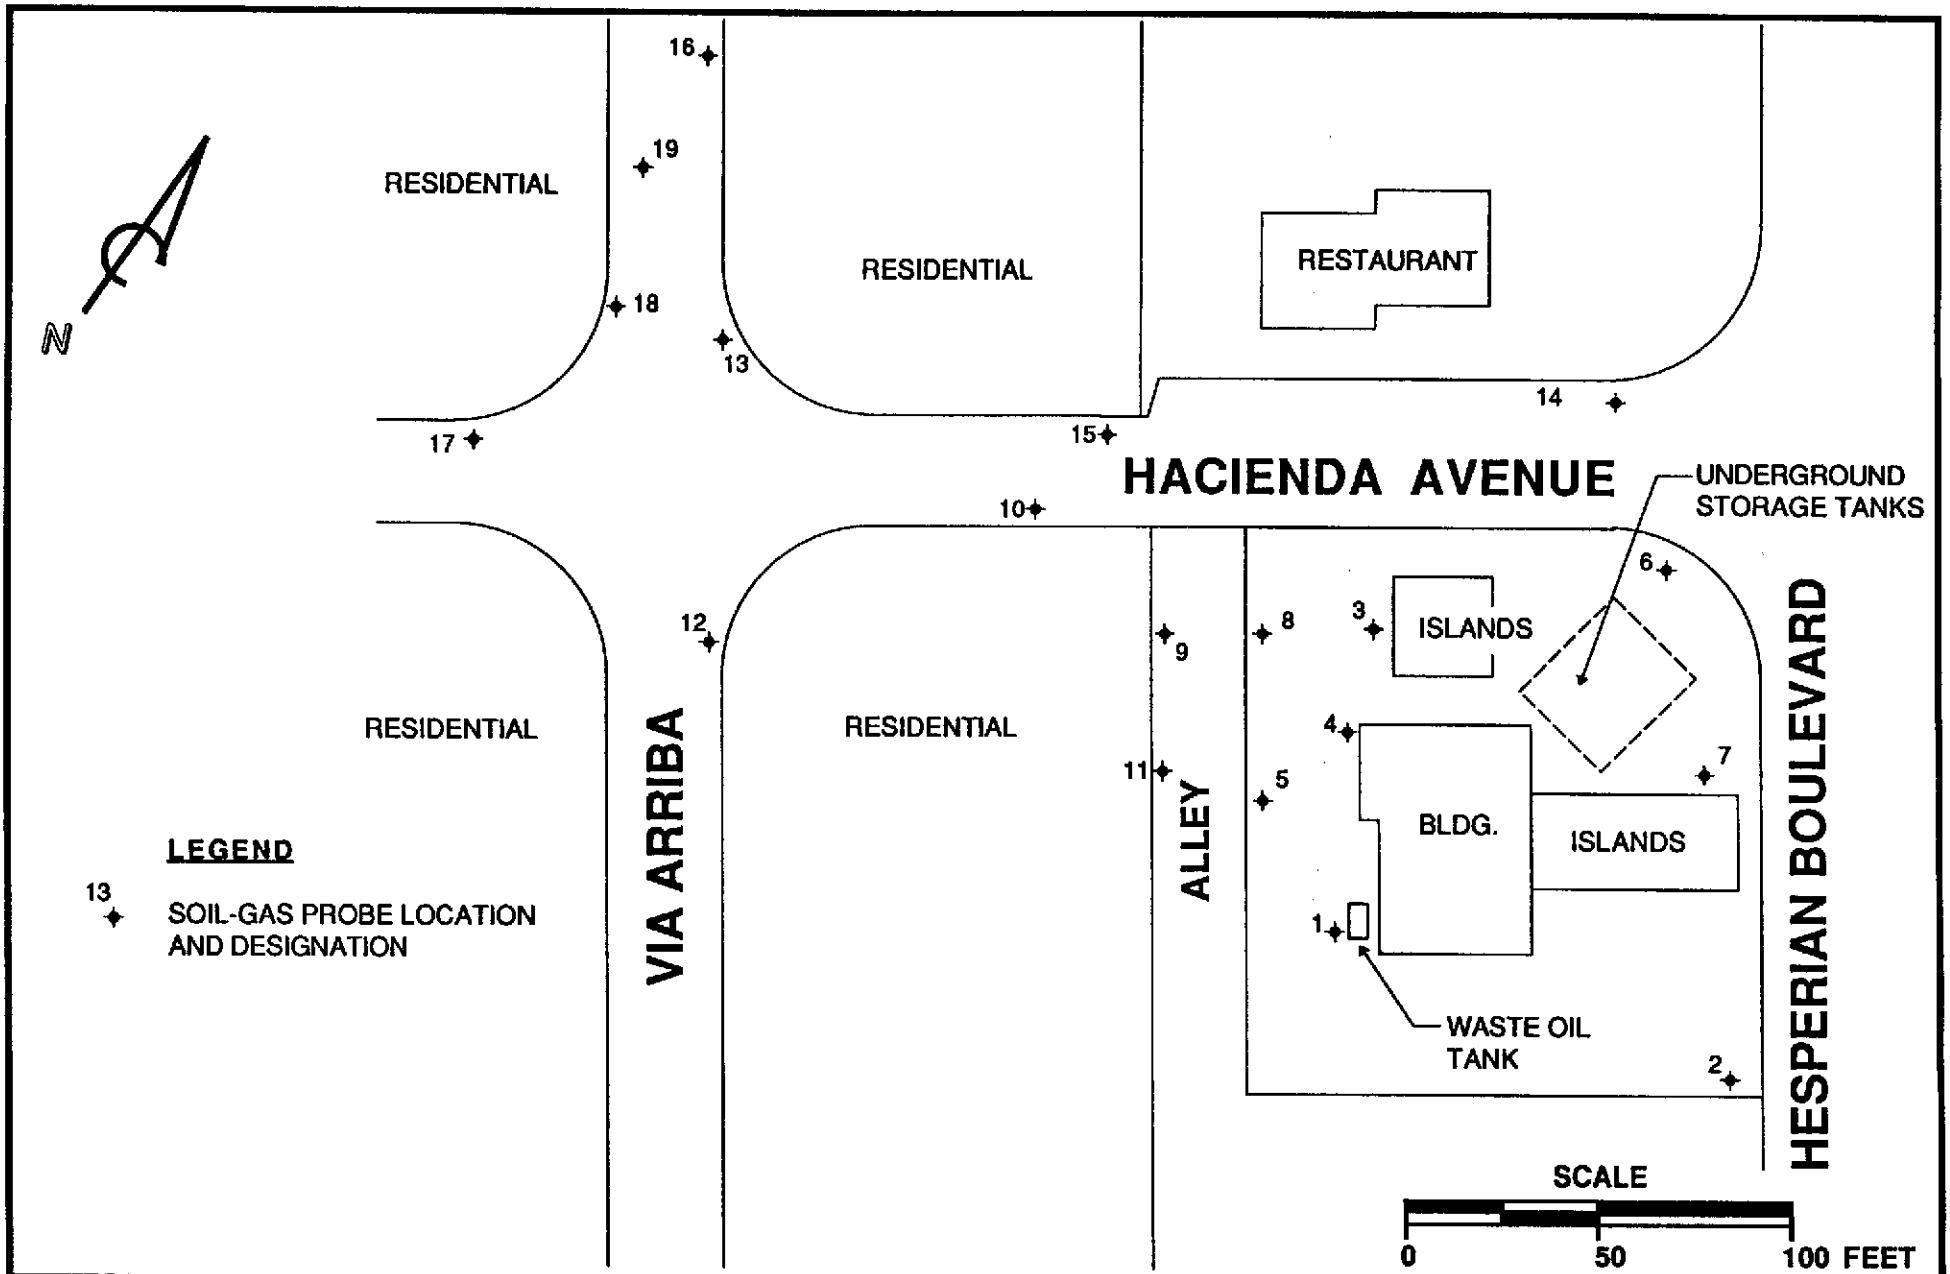 16
19
RESIDENTIAL
RESIDENTIAL
RESTAURANT
18
N
13
17
15
14
HACIENDA AVENUE
UNDERGROUND
STORAGE TANKS
10
6
12
9
8
3
ISLANDS
RESIDENTIAL
RESIDENTIAL
4
11
5
7
BLDG.
ISLANDS
VIA ARRIBA
ALLEY
HESPERIAN BOULEVARD
LEGEND
13
SOIL-GAS PROBE LOCATION
AND DESIGNATION
1
WASTE OIL
TANK
2
SCALE
0 50 100 FEET